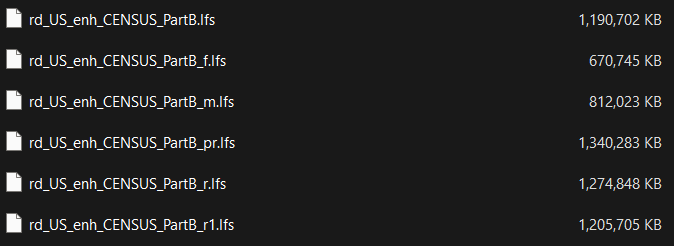 rd_US_enh_CENSUS_PartB.lfs 1,190,702 KB
rd_US_enh_CENSUS_PartB_f.lfs 670,745 KB
rd_US_enh_CENSUS_PartB_m.lfs 812,023 KB
rd_US_enh_CENSUS_PartB_pr.lfs 1,340,283 KB
rd_US_enh_CENSUS_PartB_r.lfs 1,274,848 KB
rd_US_enh_CENSUS_PartB_r1.lfs 1,205,705 KB